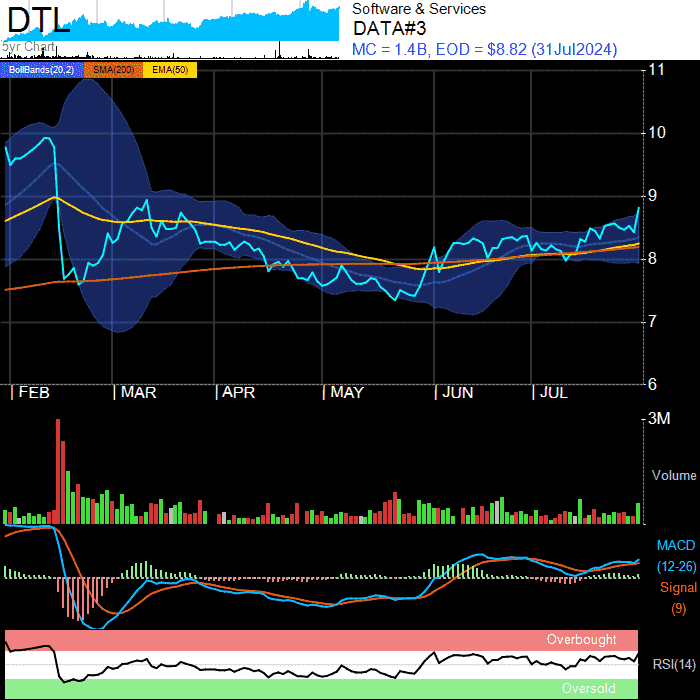 DTL
5yr Chart
Software & Services
DATA#3
MC = 1.4B, EOD = $8.82 (31Jul2024)
BollBands(20,2) SMA(200) EMA(50)
11
10
9
8
7
6
FEB MAR APR MAY JUN JUL
3M
Volume
MACD
(12-26)
Signal
(9)
Overbought
RSI(14)
Oversold